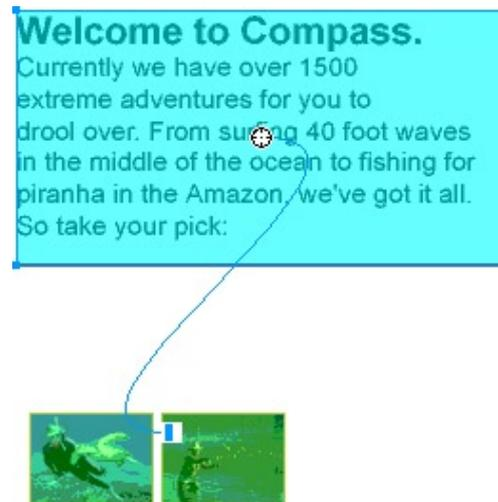 Welcome to Compass.
Currently we have over 1500
extreme adventures for you to
drool over. From surfing 40 foot waves
in the middle of the ocean to fishing for
piranha in the Amazon, we've got it all.
So take your pick: